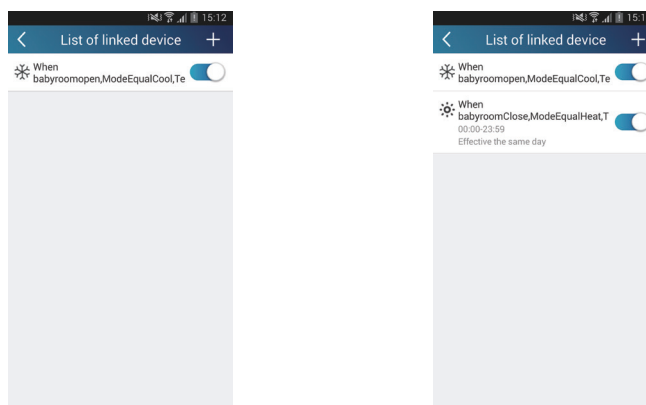 15:12
List of linked device
When
babyroomopen,ModeEqualCool,Te
15:1
List of linked device
When
babyroomopen,ModeEqualCool,Te
When
babyroomClose,ModeEqualHeat,T
00:00-23:59
Effective the same day